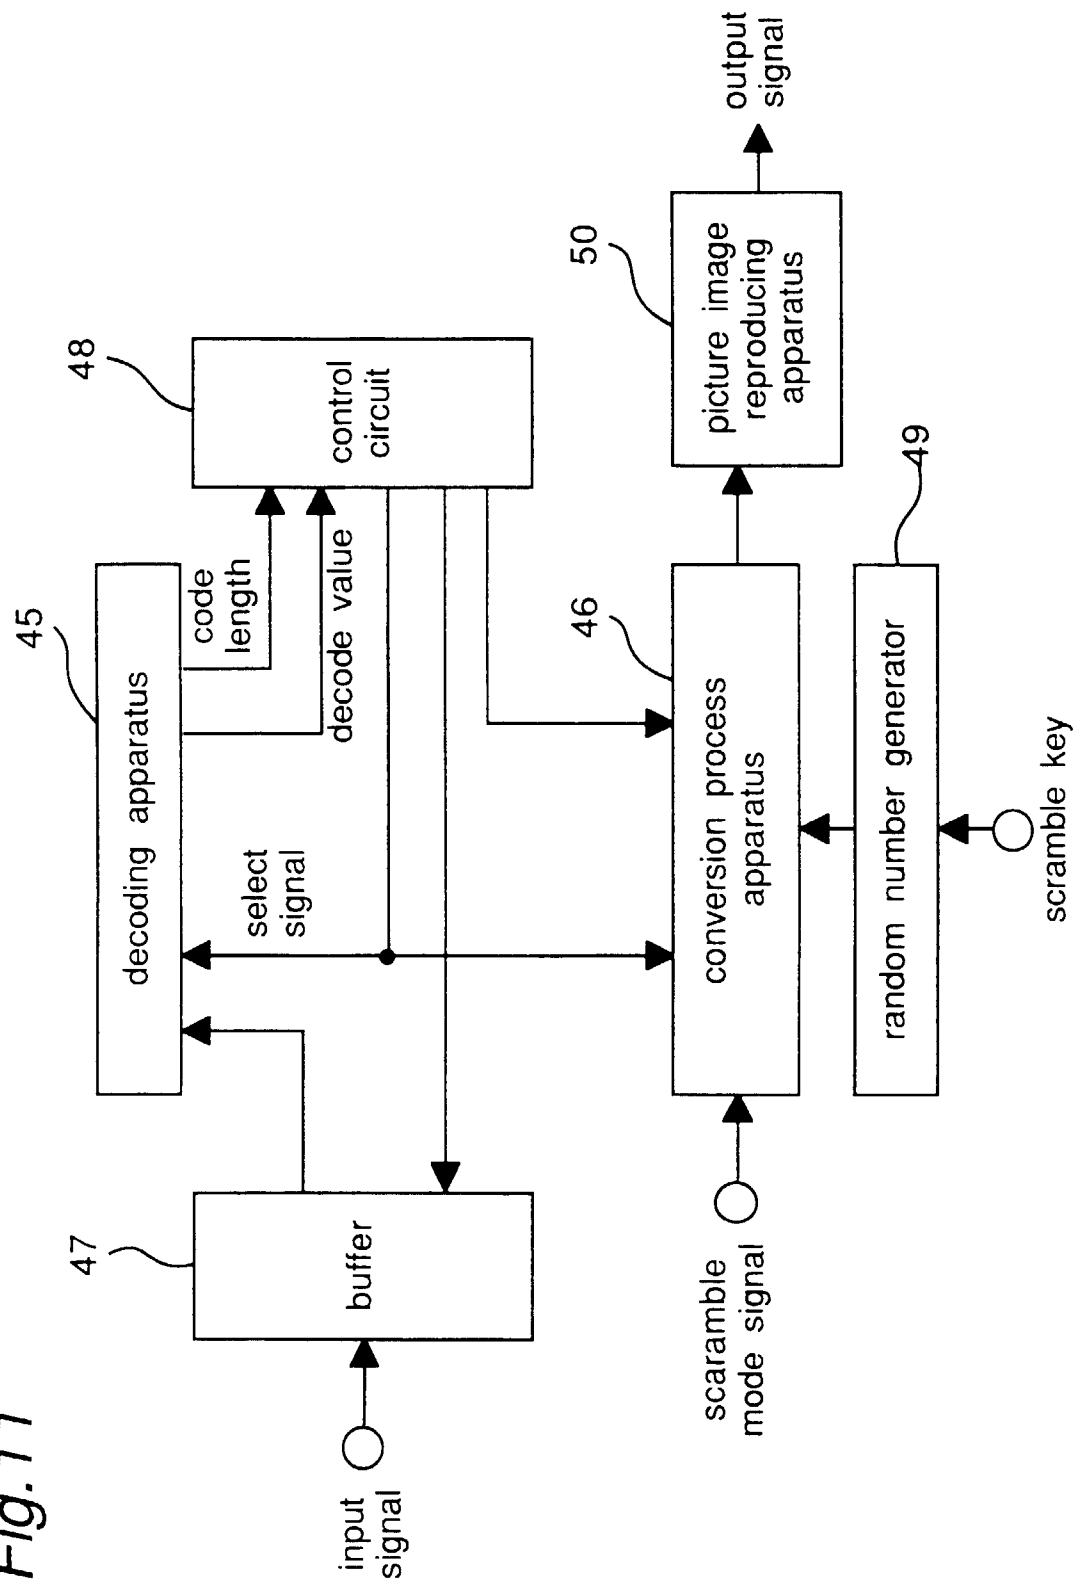 Fig. 11
45
decoding apparatus
47
buffer
48
control
circuit
code
length
decode value
select
signal
input
signal
46
conversion process
apparatus
50
picture image
reproducing
apparatus
output
signal
scaramble
mode signal
49
random number generator
scramble key